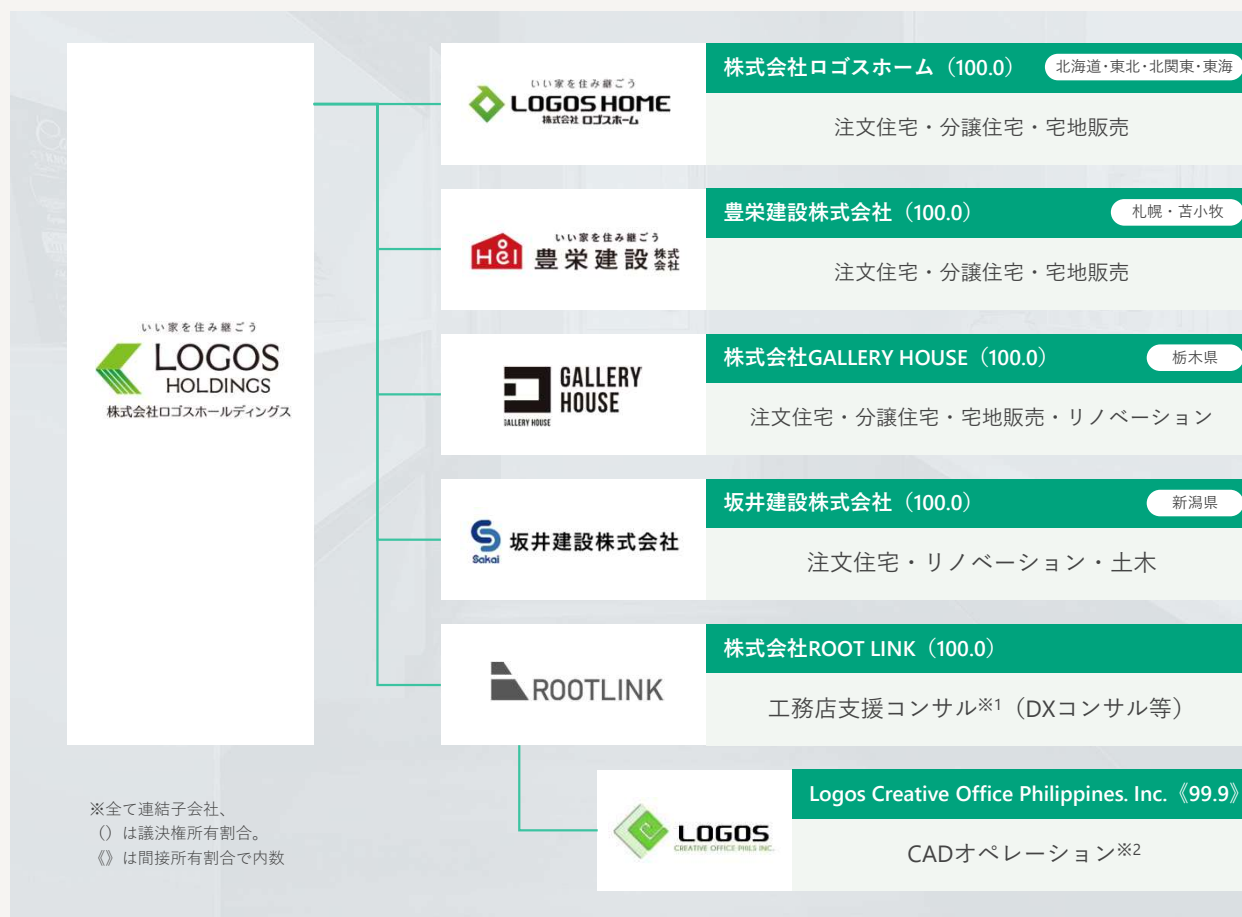 いい家を住み継ごう
LOGOS
HOLDINGS
株式会社ロゴスホールディングス
いい家を住み継ごう
LOGOS HOME
株式会社 ロゴスホーム
株式会社ロゴスホーム（100.0）
北海道・東北・北関東・東海
注文住宅・分譲住宅・宅地販売
いい家を住み継ごう
Hei 豊栄建設株式会社
豊栄建設株式会社（100.0）
札幌・苫小牧
注文住宅・分譲住宅・宅地販売
GALLERY
HOUSE
GALLERY HOUSE
株式会社GALLERY HOUSE（100.0）
栃木県
注文住宅・分譲住宅・宅地販売・リノベーション
Sakai
坂井建設株式会社
坂井建設株式会社（100.0）
新潟県
注文住宅・リノベーション・土木
ROOTLINK
株式会社ROOT LINK（100.0）
工務店支援コンサル※1（DXコンサル等）
LOGOS
CREATIVE OFFICE PHILS INC.
Logos Creative Office Philippines. Inc.《99.9》
CADオペレーション※2
※全て連結子会社、
（）は議決権所有割合。
《》は間接所有割合で内数